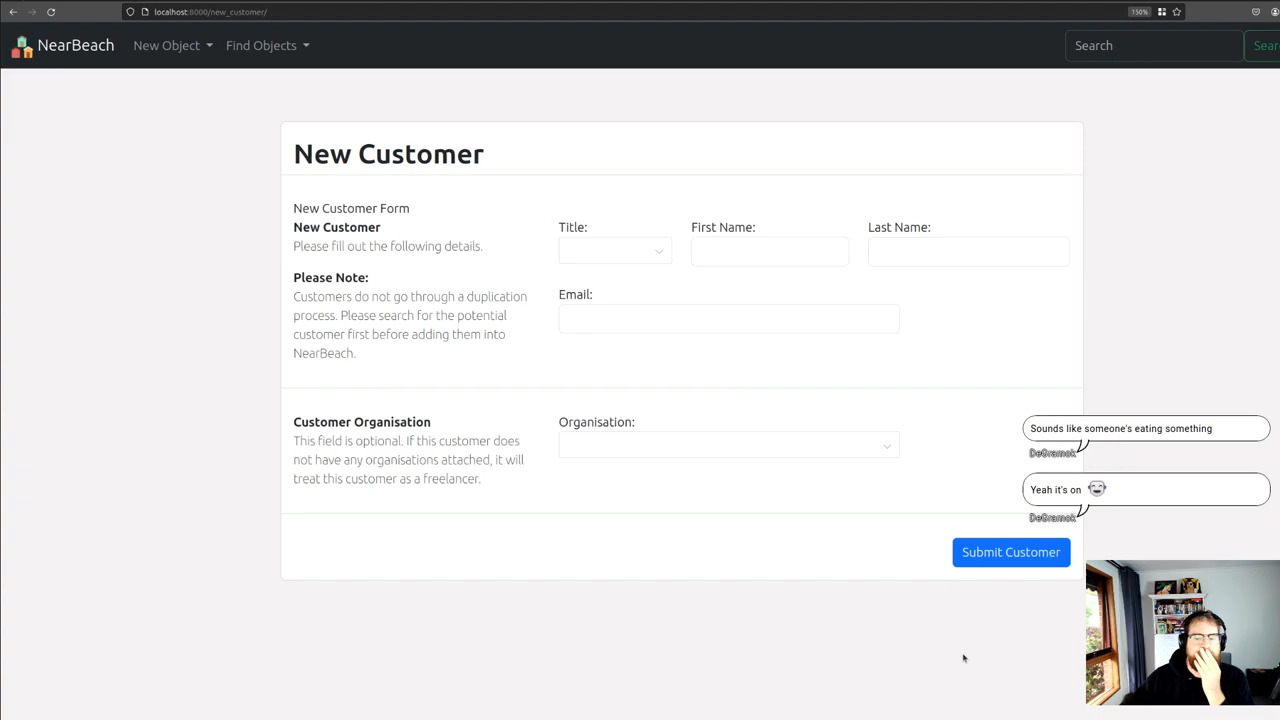 localhost:8000/new_customer/
150%
NearBeach
New Object
Find Objects
Search
Sear
New Customer
New Customer Form
New Customer
Please fill out the following details.
Please Note:
Customers do not go through a duplication
process. Please search for the potential
customer first before adding them into
NearBeach.
Title:
First Name:
Last Name:
Email:
Customer Organisation
This field is optional. If this customer does
not have any organisations attached, it will
treat this customer as a freelancer.
Organisation:
Submit Customer
Sounds like someone's eating something
DeGramok
Yeah it's on
DeGramok